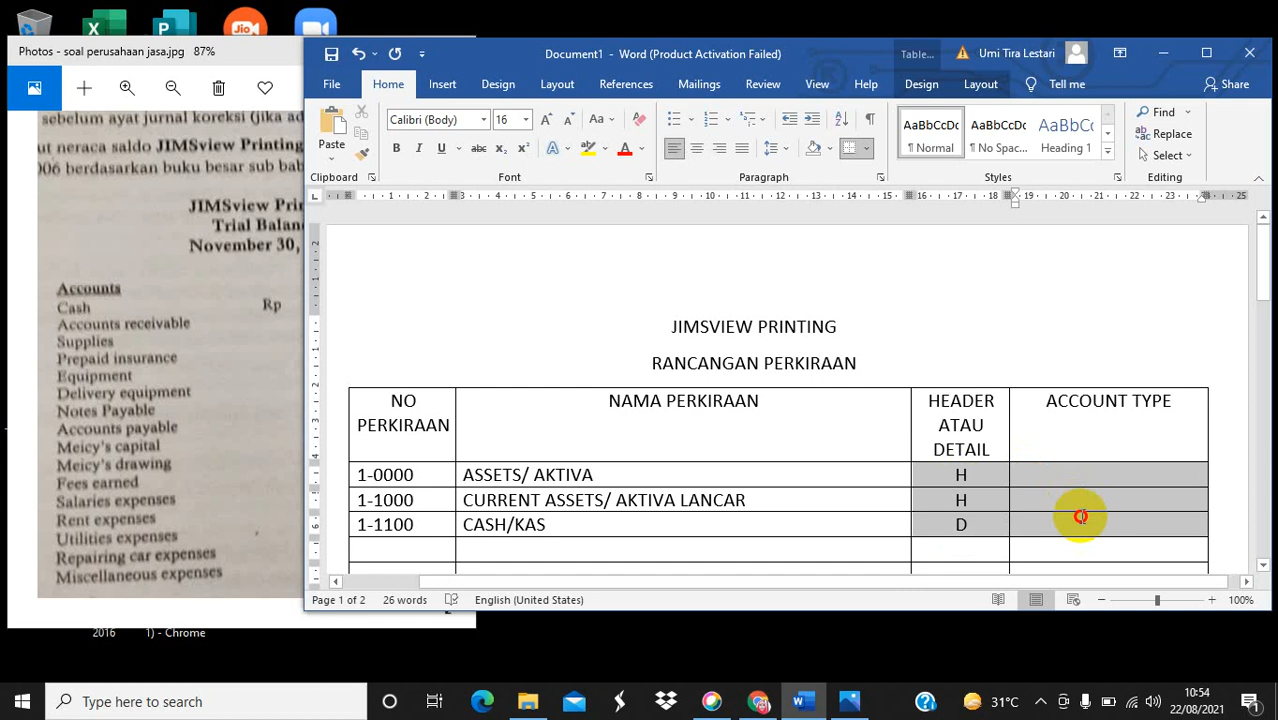 Photos - soal perusahaan jasa.jpg 87%
sebelum ayat jurnal koreksi (jika ad
ut neraca saldo JIMSview Printing
006 berdasarkan buku besar sub bab
JIMSview Pri
Trial Balan
November 30,
Accounts
Cash Rp
Accounts receivable
Supplies
Prepaid insurance
Equipment
Delivery equipment
Notes Payable
Accounts payable
Meicy's capital
Meicy's drawing
Fees earned
Salaries expenses
Rent expenses
Utilities expenses
Repairing car expenses
Miscellaneous expenses
2016 1) - Chrome
Document1 - Word (Product Activation Failed)
Table...
Umi Tira Lestari
File Home Insert Design Layout References Mailings Review View Help Design Layout Tell me Share
Paste
Calibri (Body) 16
AaBbCcDc AaBbCcDc AaBbCcD
¶ Normal ¶ No Spac... Heading 1
Find
Replace
Select
Clipboard Font Paragraph Styles Editing
JIMSVIEW PRINTING
RANCANGAN PERKIRAAN
NO PERKIRAAN NAMA PERKIRAAN HEADER ATAU DETAIL ACCOUNT TYPE
1-0000 ASSETS/ AKTIVA H
1-1000 CURRENT ASSETS/ AKTIVA LANCAR H
1-1100 CASH/KAS D
Page 1 of 2 26 words English (United States) 100%
Type here to search
31°C
10:54
22/08/2021